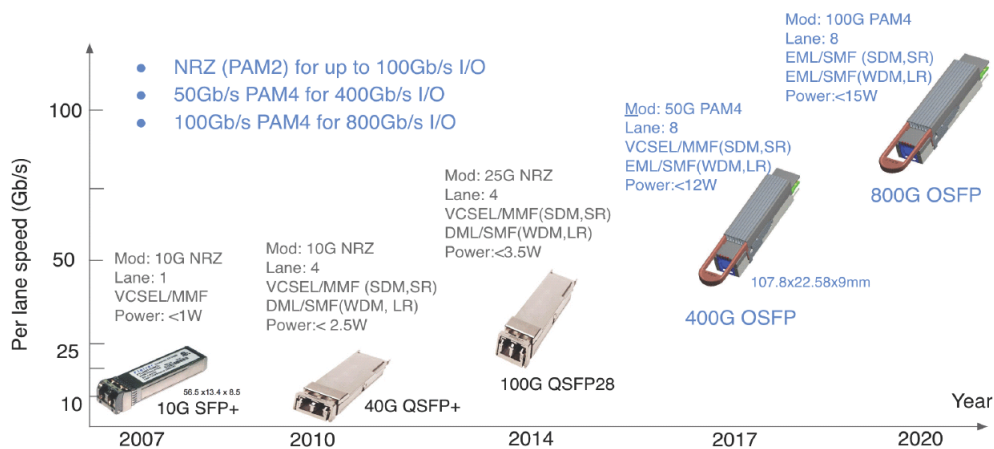 Mod: 100G PAM4
Lane: 8
EML/SMF (SDM,SR)
EML/SMF(WDM,LR)
Power:<15W
800G OSFP
• NRZ (PAM2) for up to 100Gb/s I/O
• 50Gb/s PAM4 for 400Gb/s I/O
• 100Gb/s PAM4 for 800Gb/s I/O
Mod: 50G PAM4
Lane: 8
VCSEL/MMF(SDM,SR)
EML/SMF(WDM,LR)
Power:<12W
107.8x22.58x9mm
400G OSFP
Mod: 25G NRZ
Lane: 4
VCSEL/MMF(SDM,SR)
DML/SMF(WDM,LR)
Power:<3.5W
100G QSFP28
Mod: 10G NRZ
Lane: 4
VCSEL/MMF (SDM,SR)
DML/SMF(WDM, LR)
Power:< 2.5W
40G QSFP+
Mod: 10G NRZ
Lane: 1
VCSEL/MMF
Power: <1W
56.5 x13.4 x 8.5
10G SFP+
Per lane speed (Gb/s)
100
50
25
10
Year
2007
2010
2014
2017
2020